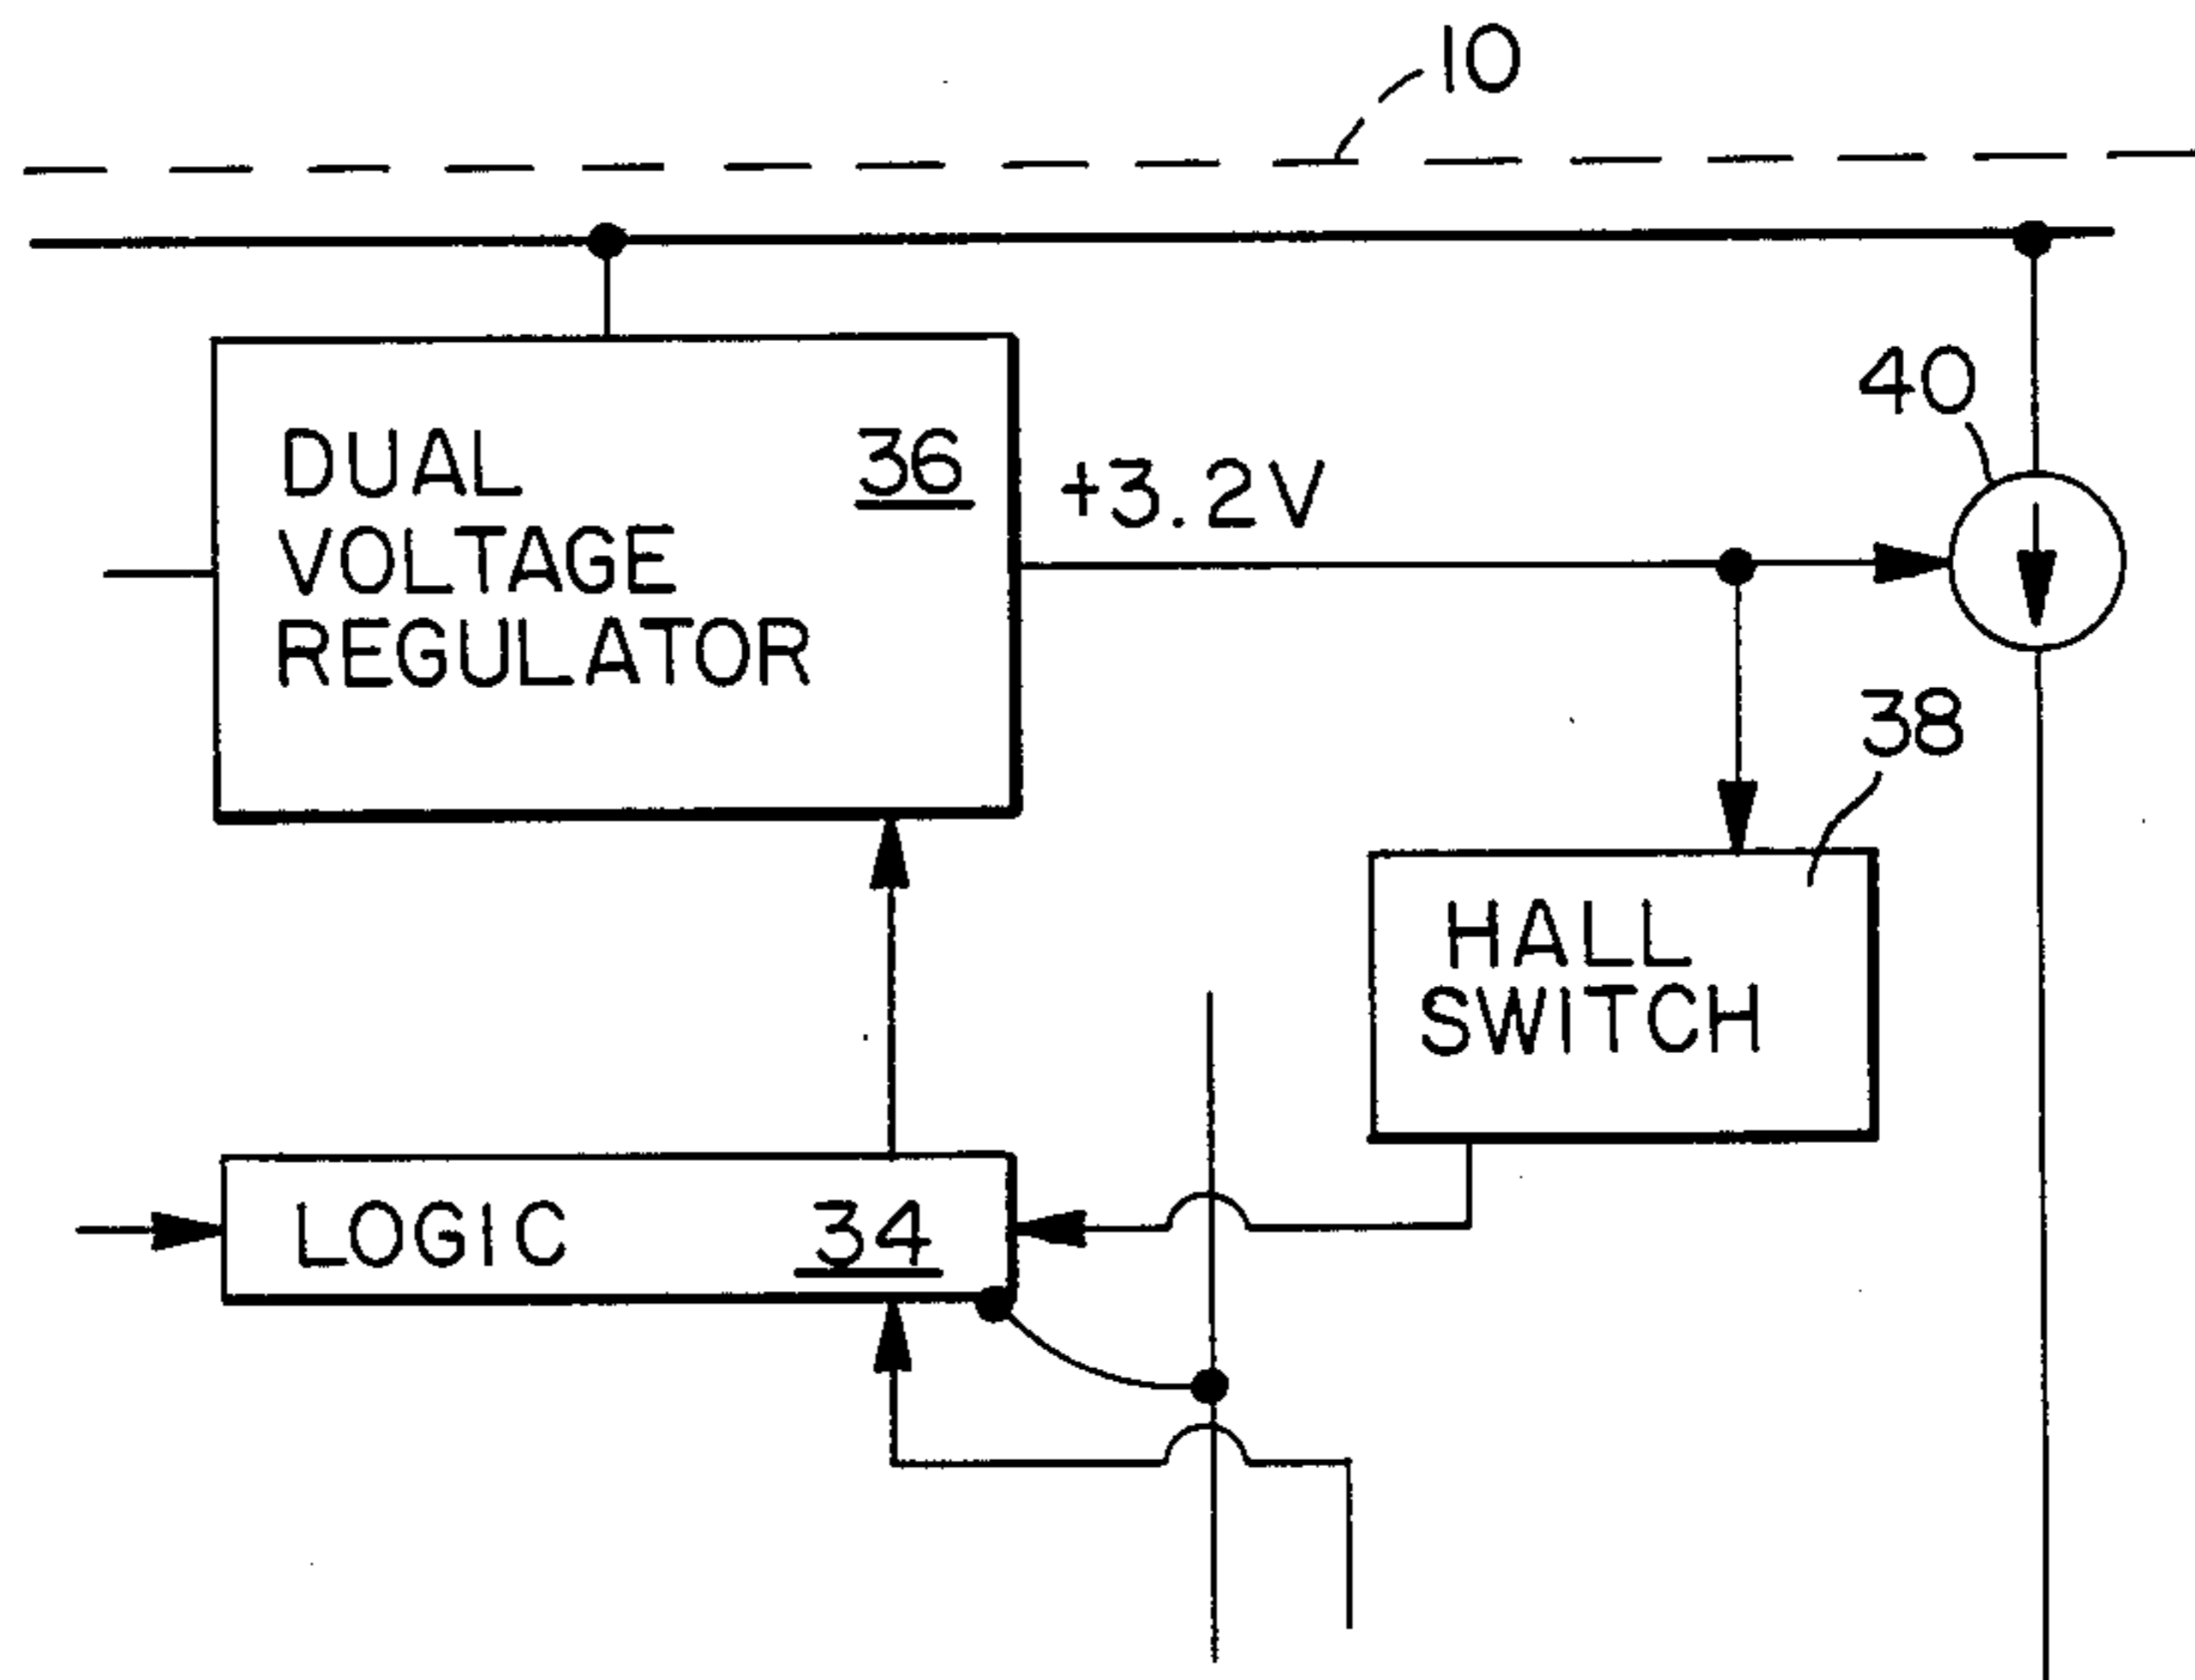 10
DUAL 36
VOLTAGE
REGULATOR
+3.2V
40
38
HALL
SWITCH
LOGIC 34